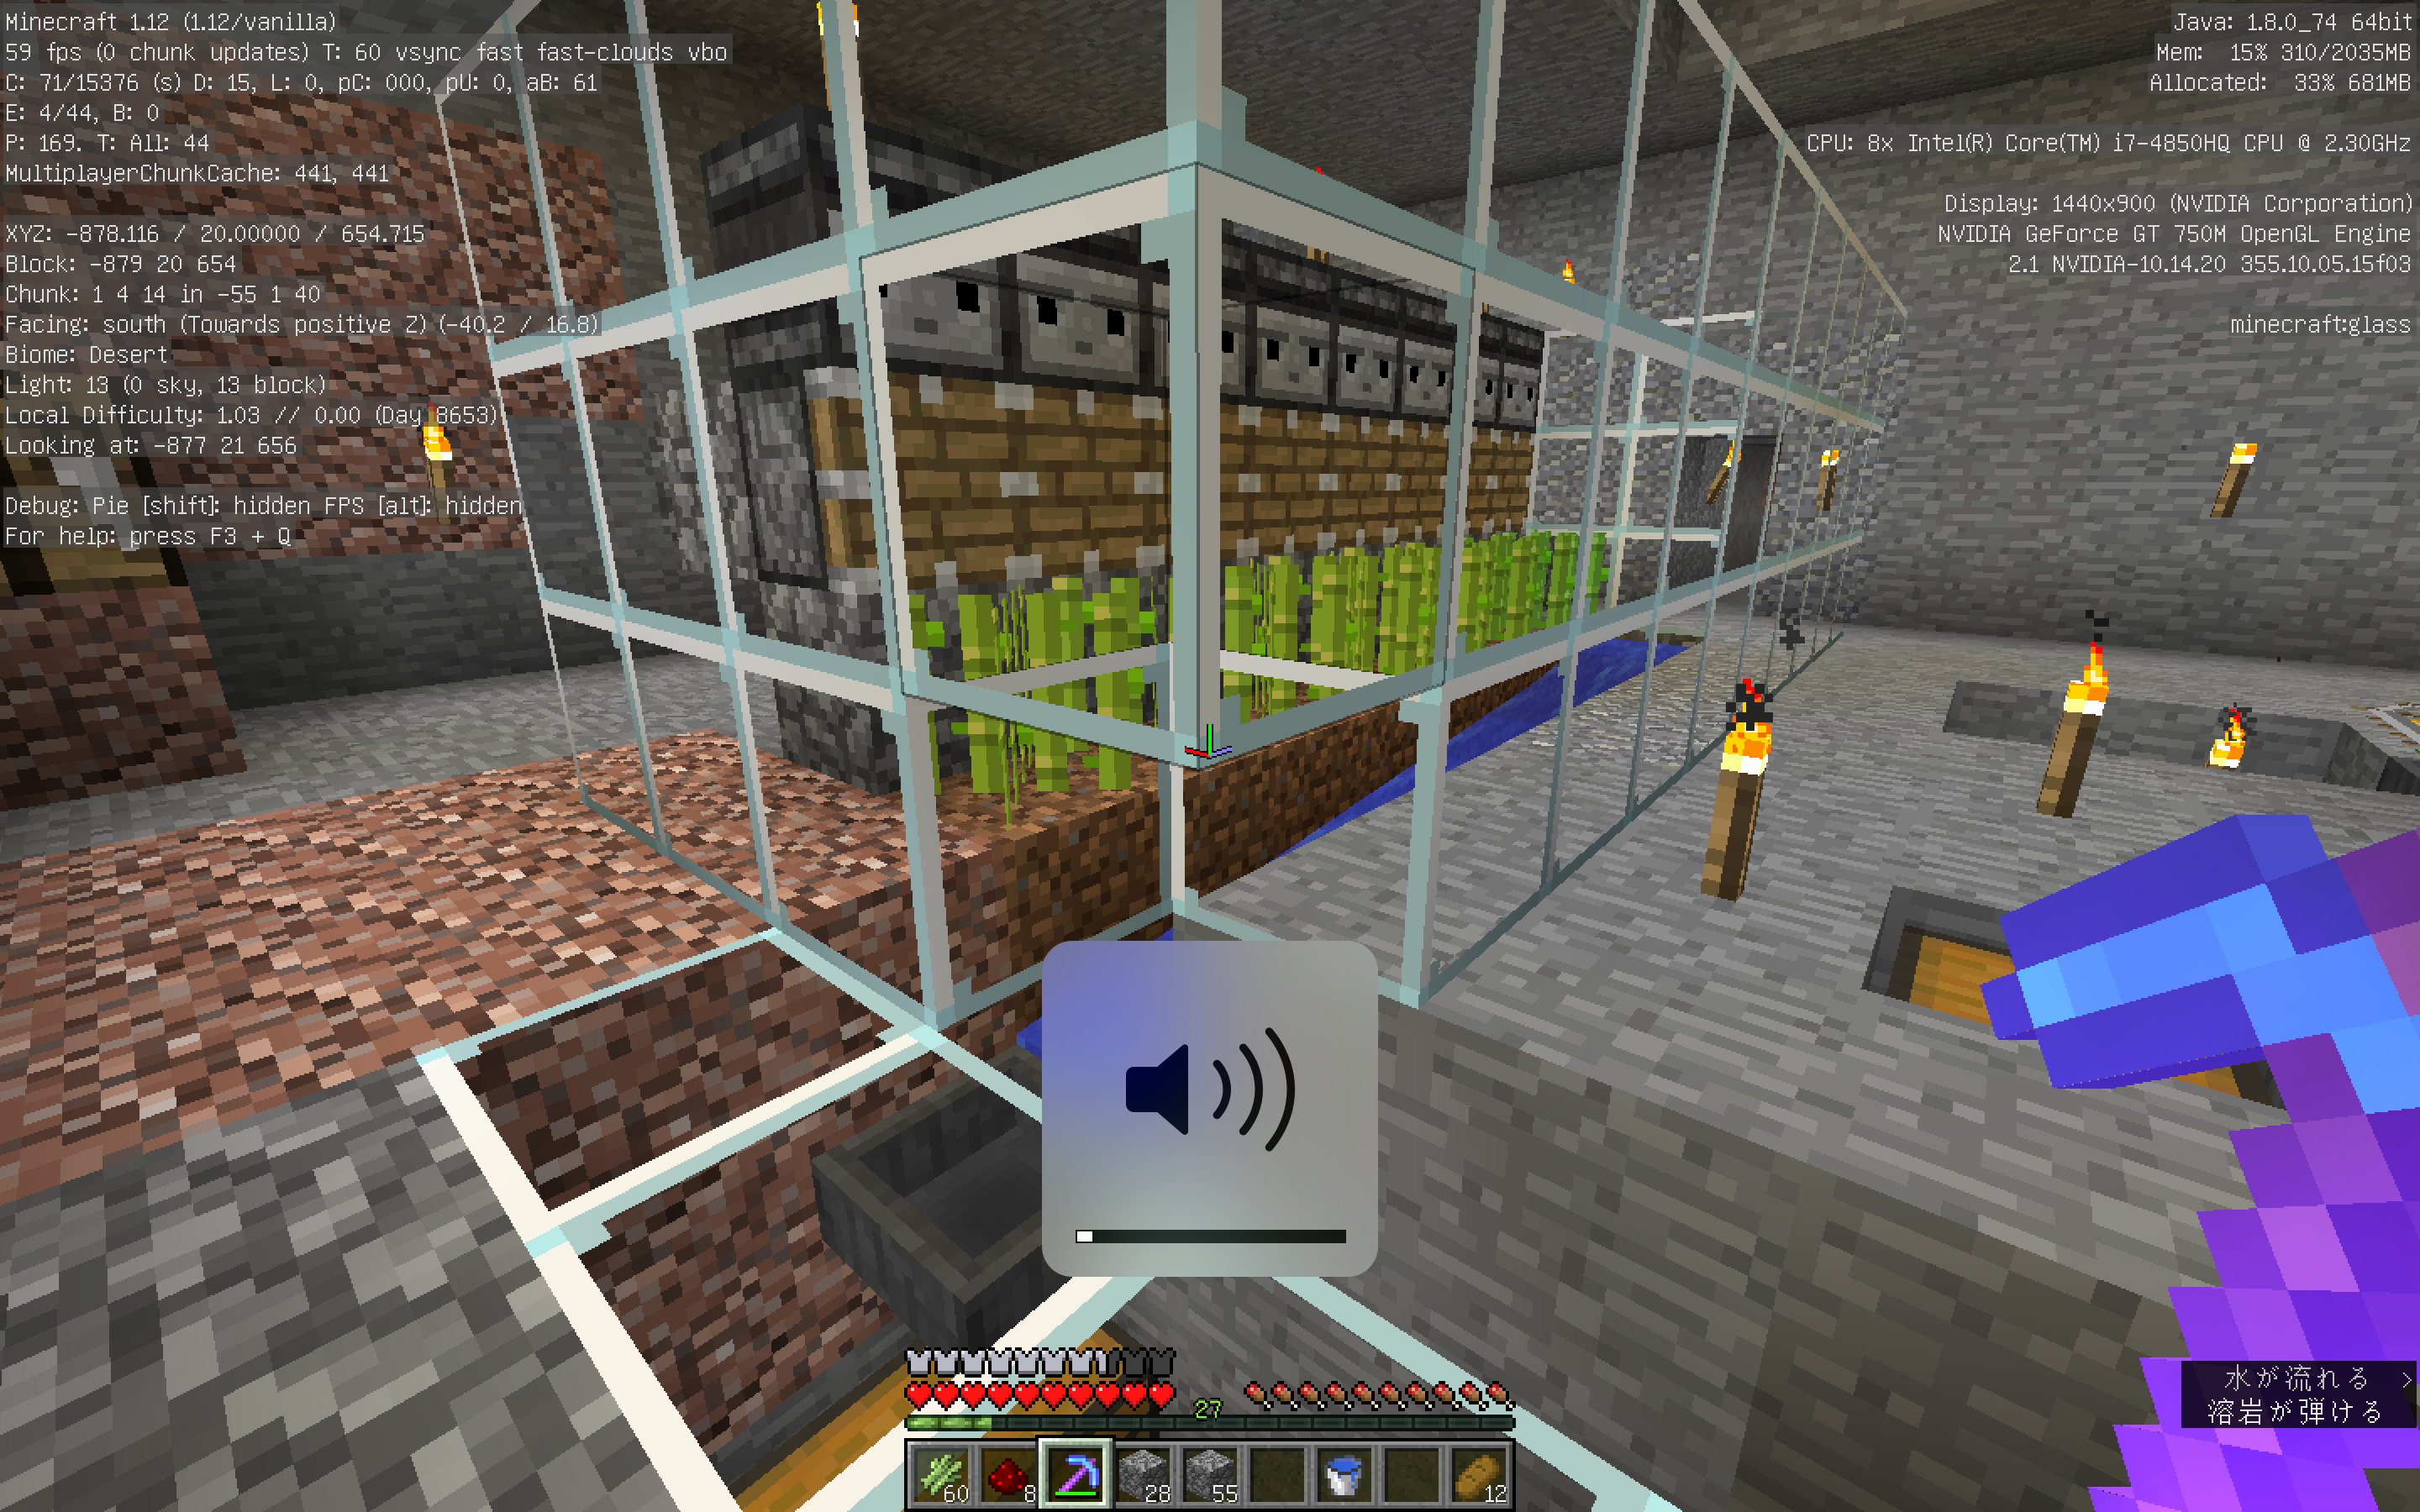 Minecraft 1.12 (1.12/vanilla)
59 fps (0 chunk updates) T: 60 vsync fast fast-clouds vbo
C: 71/15376 (s) D: 15, L: 0, pC: 000, pU: 0, aB: 61
E: 4/44, B: 0
P: 169. T: All: 44
MultiplayerChunkCache: 441, 441
XYZ: -878.116 / 20.00000 / 654.715
Block: -879 20 654
Chunk: 1 4 14 in -55 1 40
Facing: south (Towards positive Z) (-40.2 / 16.8)
Biome: Desert
Light: 13 (0 sky, 13 block)
Local Difficulty: 1.03 // 0.00 (Day 8653)
Looking at: -877 21 656
Debug: Pie [shift]: hidden FPS [alt]: hidden
For help: press F3 + Q
Java: 1.8.0_74 64bit
Mem: 15% 310/2035MB
Allocated: 33% 681MB
CPU: 8x Intel(R) Core(TM) i7-4850HQ CPU @ 2.30GHz
Display: 1440x900 (NVIDIA Corporation)
NVIDIA GeForce GT 750M OpenGL Engine
2.1 NVIDIA-10.14.20 355.10.05.15f03
minecraft:glass
水が流れる >
溶岩が弾ける
27
60 8 28 55 12